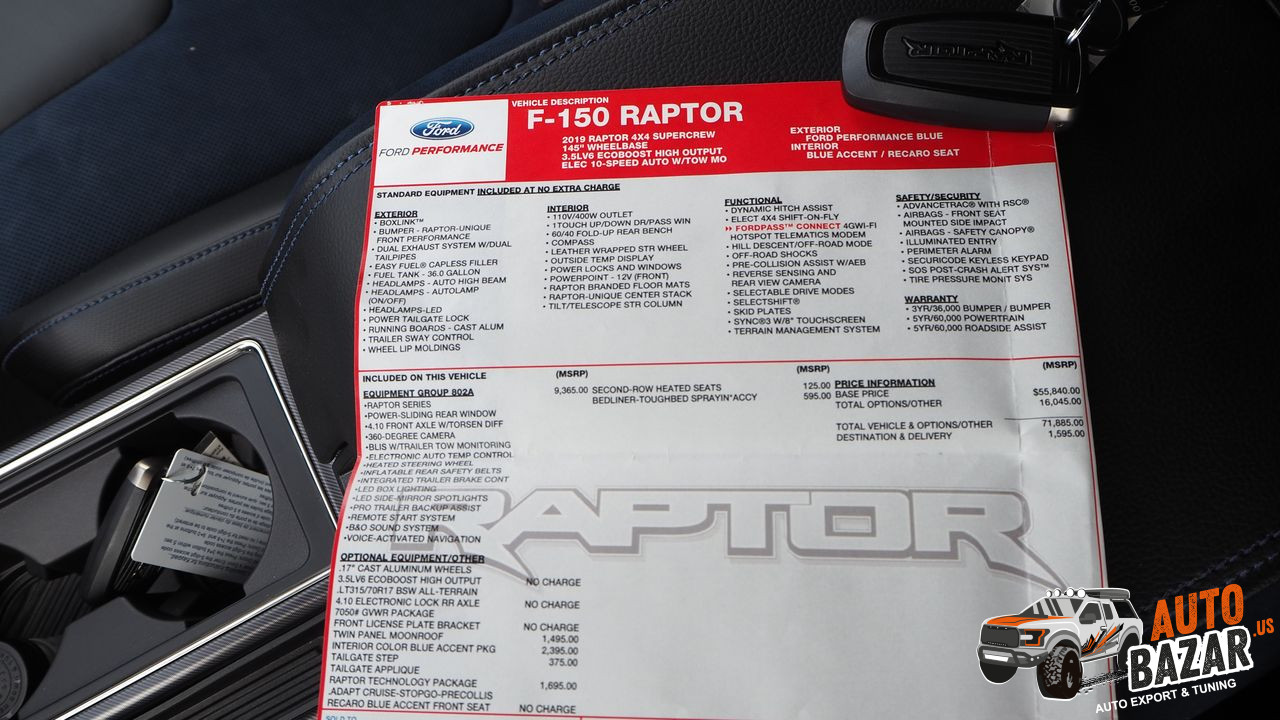 Ford
FORD PERFORMANCE
VEHICLE DESCRIPTION
F-150 RAPTOR
2019 RAPTOR 4X4 SUPERCREW
145" WHEELBASE
3.5LV6 ECOBOOST HIGH OUTPUT
ELEC 10-SPEED AUTO W/TOW MO
EXTERIOR
FORD PERFORMANCE BLUE
INTERIOR
BLUE ACCENT / RECARO SEAT
STANDARD EQUIPMENT INCLUDED AT NO EXTRA CHARGE
EXTERIOR
• BOXLINK™
• BUMPER - RAPTOR-UNIQUE
FRONT PERFORMANCE
• DUAL EXHAUST SYSTEM W/DUAL
TAILPIPES
• EASY FUEL® CAPLESS FILLER
• FUEL TANK - 36.0 GALLON
• HEADLAMPS - AUTO HIGH BEAM
• HEADLAMPS - AUTOLAMP
(ON/OFF)
• HEADLAMPS-LED
• POWER TAILGATE LOCK
• RUNNING BOARDS - CAST ALUM
• TRAILER SWAY CONTROL
• WHEEL LIP MOLDINGS
INTERIOR
• 110V/400W OUTLET
• 1TOUCH UP/DOWN DR/PASS WIN
• 60/40 FOLD-UP REAR BENCH
• COMPASS
• LEATHER WRAPPED STR WHEEL
• OUTSIDE TEMP DISPLAY
• POWER LOCKS AND WINDOWS
• POWERPOINT - 12V (FRONT)
• RAPTOR BRANDED FLOOR MATS
• RAPTOR-UNIQUE CENTER STACK
• TILT/TELESCOPE STR COLUMN
FUNCTIONAL
• DYNAMIC HITCH ASSIST
• ELECT 4X4 SHIFT-ON-FLY
FORDPASS™ CONNECT 4GWI-FI
HOTSPOT TELEMATICS MODEM
• HILL DESCENT/OFF-ROAD MODE
• OFF-ROAD SHOCKS
• PRE-COLLISION ASSIST W/AEB
• REVERSE SENSING AND
REAR VIEW CAMERA
• SELECTABLE DRIVE MODES
• SELECTSHIFT®
• SKID PLATES
• SYNC®3 W/8" TOUCHSCREEN
• TERRAIN MANAGEMENT SYSTEM
SAFETY/SECURITY
• ADVANCETRAC® WITH RSC®
• AIRBAGS - FRONT SEAT
MOUNTED SIDE IMPACT
• AIRBAGS - SAFETY CANOPY®
• ILLUMINATED ENTRY
• PERIMETER ALARM
• SECURICODE KEYLESS KEYPAD
• SOS POST-CRASH ALERT SYS™
• TIRE PRESSURE MONIT SYS
WARRANTY
• 3YR/36,000 BUMPER / BUMPER
• 5YR/60,000 POWERTRAIN
• 5YR/60,000 ROADSIDE ASSIST
INCLUDED ON THIS VEHICLE (MSRP)
EQUIPMENT GROUP 802A 9,365.00
•RAPTOR SERIES
•POWER-SLIDING REAR WINDOW
•4.10 FRONT AXLE W/TORSEN DIFF
•360-DEGREE CAMERA
•BLIS W/TRAILER TOW MONITORING
•ELECTRONIC AUTO TEMP CONTROL
•HEATED STEERING WHEEL
•INFLATABLE REAR SAFETY BELTS
•INTEGRATED TRAILER BRAKE CONT
•LED BOX LIGHTING
•LED SIDE-MIRROR SPOTLIGHTS
•PRO TRAILER BACKUP ASSIST
•REMOTE START SYSTEM
•B&O SOUND SYSTEM
•VOICE-ACTIVATED NAVIGATION
(MSRP)
SECOND-ROW HEATED SEATS 125.00
BEDLINER-TOUGHBED SPRAYIN*ACCY 595.00
PRICE INFORMATION (MSRP)
BASE PRICE $55,840.00
TOTAL OPTIONS/OTHER 16,045.00
TOTAL VEHICLE & OPTIONS/OTHER 71,885.00
DESTINATION & DELIVERY 1,595.00
RAPTOR
OPTIONAL EQUIPMENT/OTHER
.17" CAST ALUMINUM WHEELS
3.5LV6 ECOBOOST HIGH OUTPUT NO CHARGE
.LT315/70R17 BSW ALL-TERRAIN
4.10 ELECTRONIC LOCK RR AXLE NO CHARGE
7050# GVWR PACKAGE
FRONT LICENSE PLATE BRACKET NO CHARGE
TWIN PANEL MOONROOF 1,495.00
INTERIOR COLOR BLUE ACCENT PKG 2,395.00
TAILGATE STEP 375.00
TAILGATE APPLIQUE
RAPTOR TECHNOLOGY PACKAGE 1,695.00
.ADAPT CRUISE-STOPGO-PRECOLLIS
RECARO BLUE ACCENT FRONT SEAT NO CHARGE
SOLD TO
RAPTOR
AUTO
BAZAR.us
AUTO EXPORT & TUNING